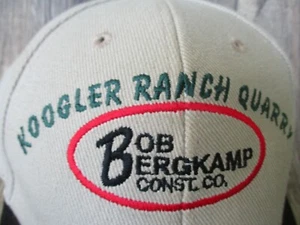 KOOGLER RANCH QUARRY
BOB
BERGKAMP
CONST. CO.